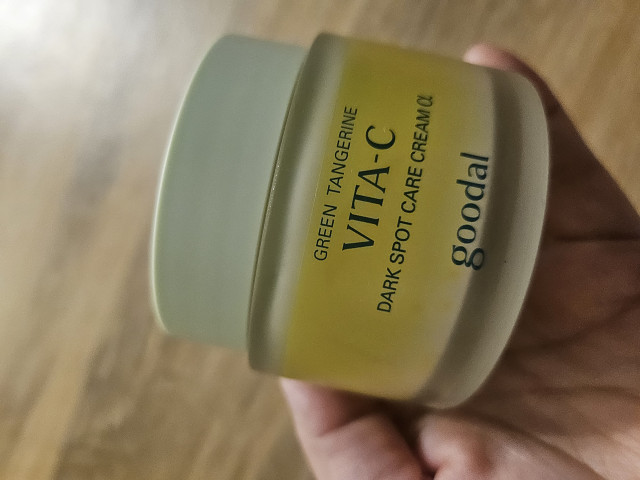 GREEN TANGERINE
VITA-C
DARK SPOT CARE CREAM α
goodal